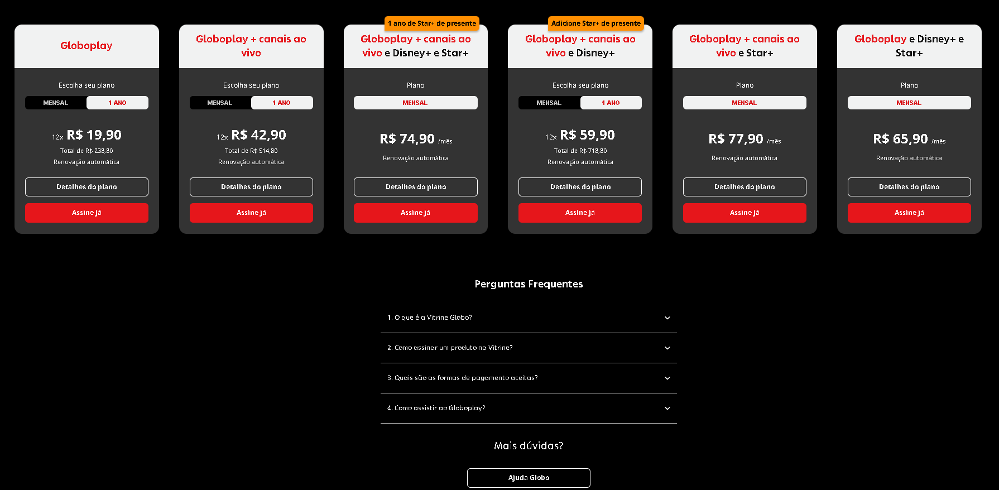 Globoplay
Escolha seu plano
MENSAL 1 ANO
12x R$ 19,90
Total de R$ 238,80
Renovação automática
Detalhes do plano
Assine já
Globoplay + canais ao
vivo
Escolha seu plano
MENSAL 1 ANO
12x R$ 42,90
Total de R$ 514,80
Renovação automática
Detalhes do plano
Assine já
1 ano de Star+ de presente
Globoplay + canais ao
vivo e Disney+ e Star+
Plano
MENSAL
R$ 74,90 /mês
Renovação automática
Detalhes do plano
Assine já
Adicione Star+ de presente
Globoplay + canais ao
vivo e Disney+
Escolha seu plano
MENSAL 1 ANO
12x R$ 59,90
Total de R$ 718,80
Renovação automática
Detalhes do plano
Assine já
Globoplay + canais ao
vivo e Star+
Plano
MENSAL
R$ 77,90 /mês
Renovação automática
Detalhes do plano
Assine já
Globoplay e Disney+ e
Star+
Plano
MENSAL
R$ 65,90 /mês
Renovação automática
Detalhes do plano
Assine já
Perguntas Frequentes
1. O que é a Vitrine Globo?
2. Como assinar um produto na Vitrine?
3. Quais são as formas de pagamento aceitas?
4. Como assistir ao Globoplay?
Mais dúvidas?
Ajuda Globo